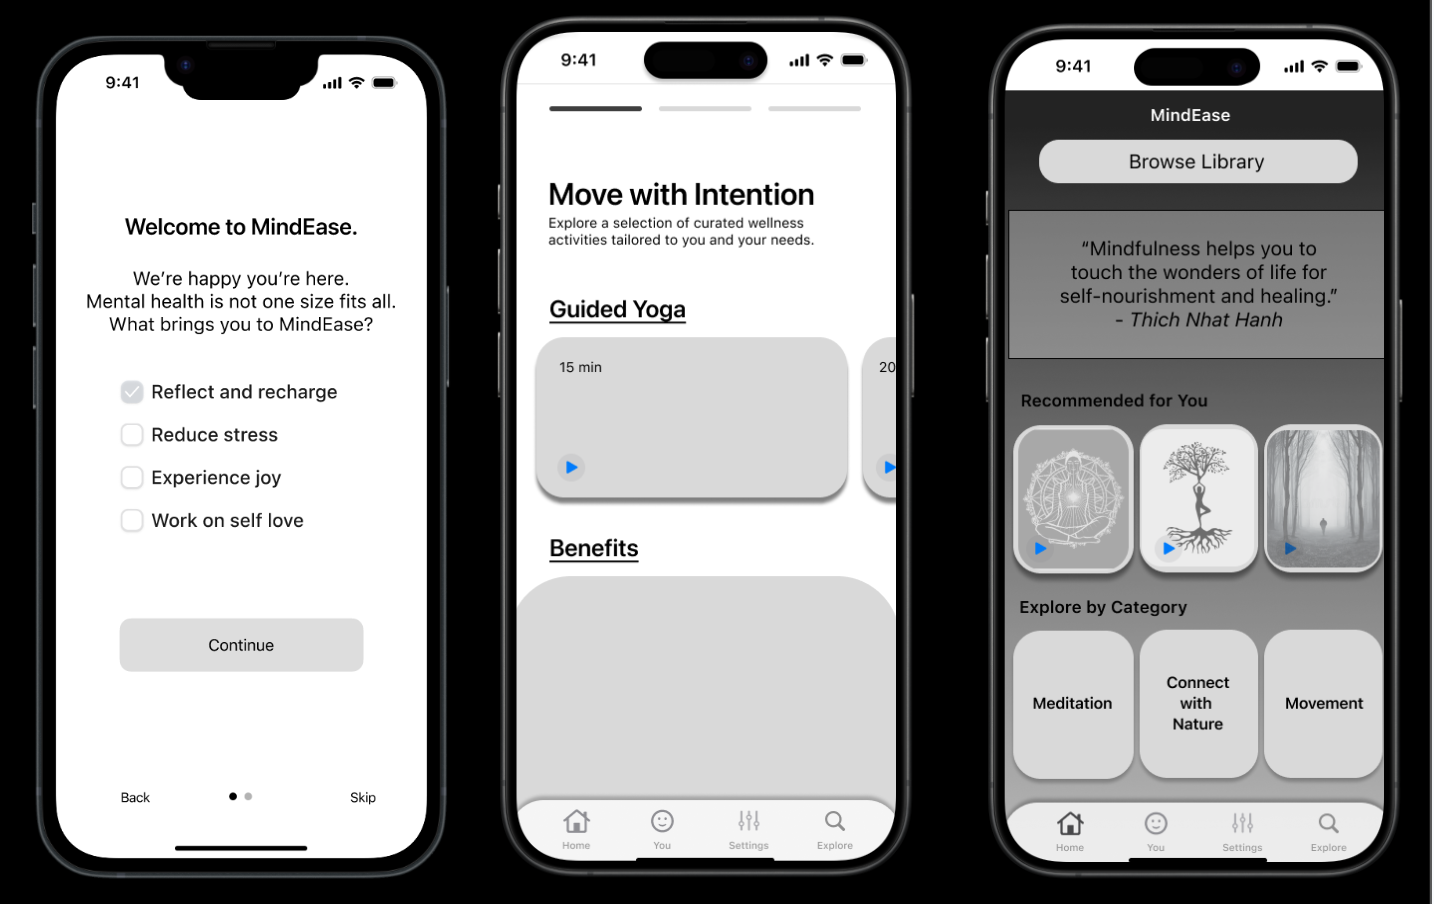 9:41
Welcome to MindEase.
We're happy you're here.
Mental health is not one size fits all.
What brings you to MindEase?
Reflect and recharge
Reduce stress
Experience joy
Work on self love
Continue
Back
Skip
9:41
Move with Intention
Explore a selection of curated wellness
activities tailored to you and your needs.
Guided Yoga
15 min
20
Benefits
Home
You
Settings
Explore
9:41
MindEase
Browse Library
“Mindfulness helps you to
touch the wonders of life for
self-nourishment and healing.”
- Thich Nhat Hanh
Recommended for You
Explore by Category
Meditation
Connect
with
Nature
Movement
Home
You
Settings
Explore